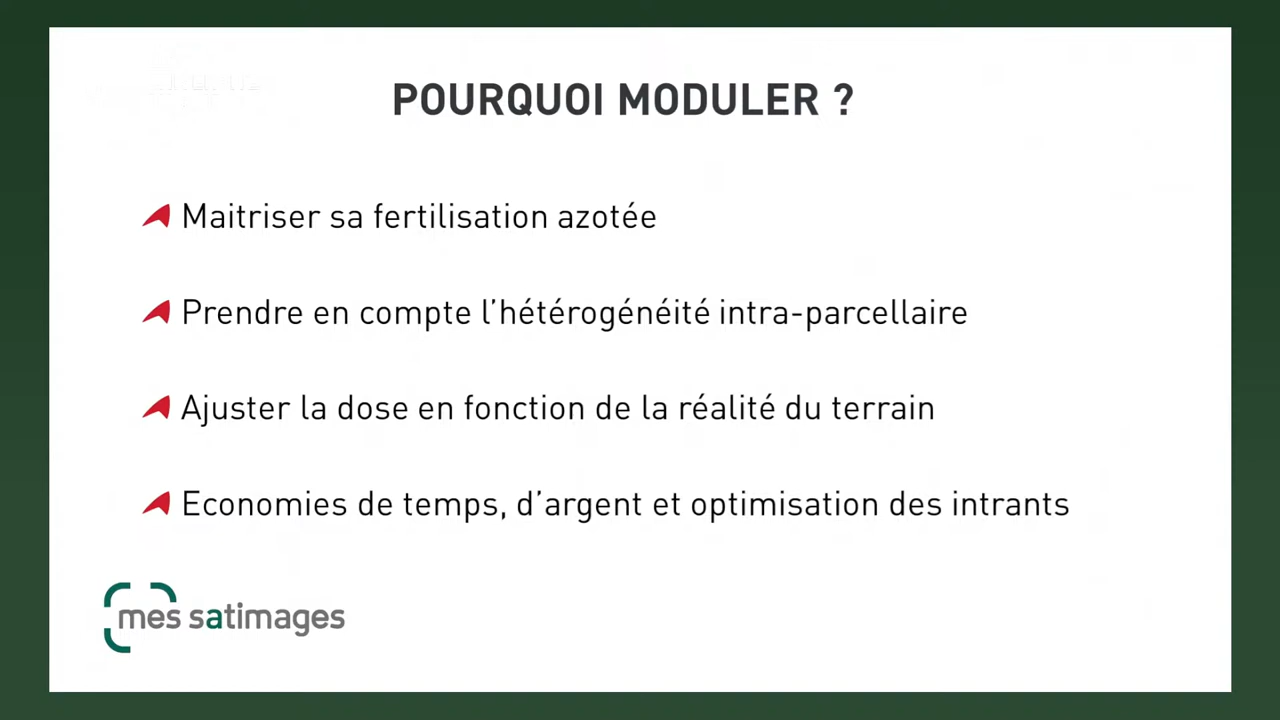 POURQUOI MODULER ?
Maitriser sa fertilisation azotée
Prendre en compte l’hétérogénéité intra-parcellaire
Ajuster la dose en fonction de la réalité du terrain
Economies de temps, d’argent et optimisation des intrants
mes satimages